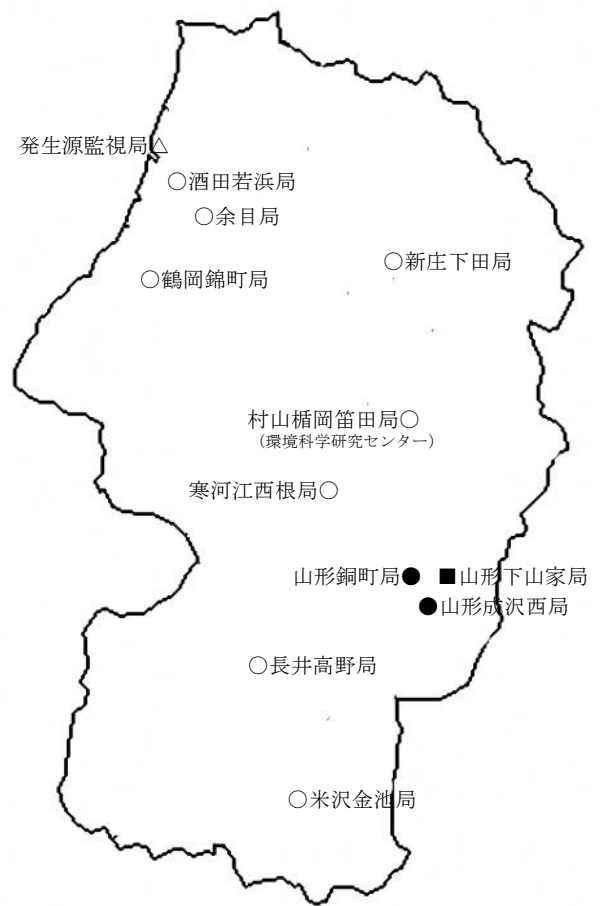 発生源監視局△
○酒田若浜局
○余目局
○新庄下田局
○鶴岡錦町局
村山楯岡笛田局○
（環境科学研究センター）
寒河江西根局○
山形銅町局● ■山形下山家局
●山形成沢西局
○長井高野局
○米沢金池局